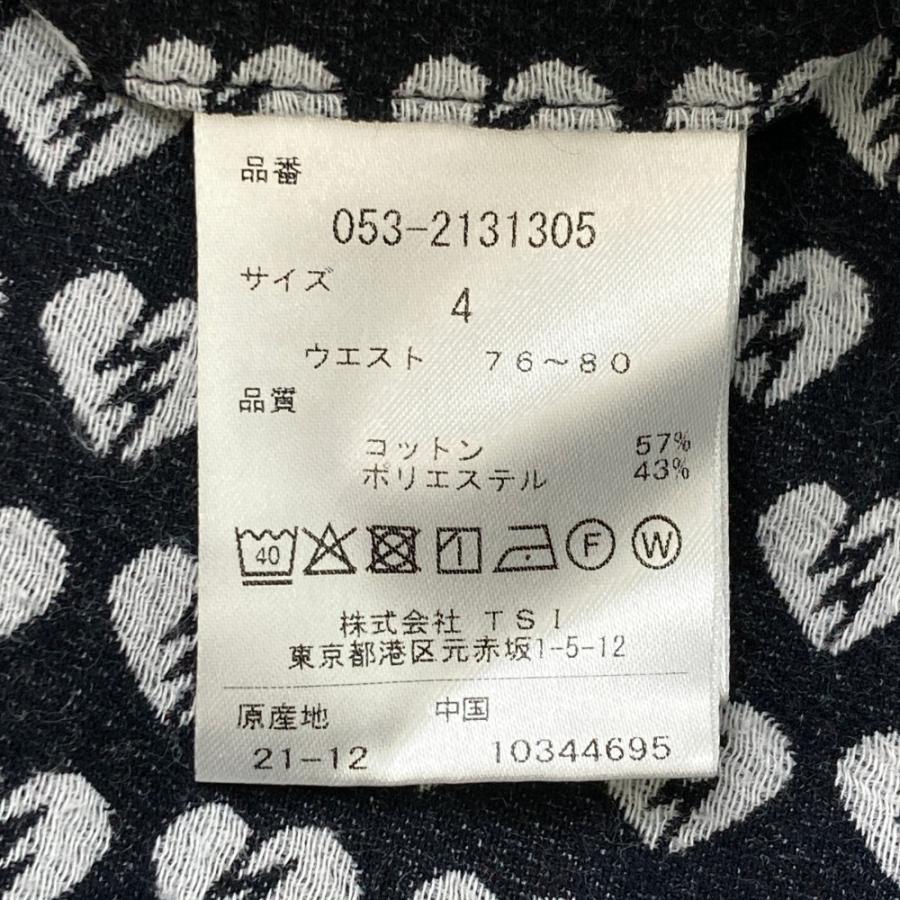 品番
053-2131305
サイズ
4
ウエスト 76～80
品質
コットン 57%
ポリエステル 43%
40 F W
株式会社 TSI
東京都港区元赤坂1-5-12
原産地 中国
21-12 10344695